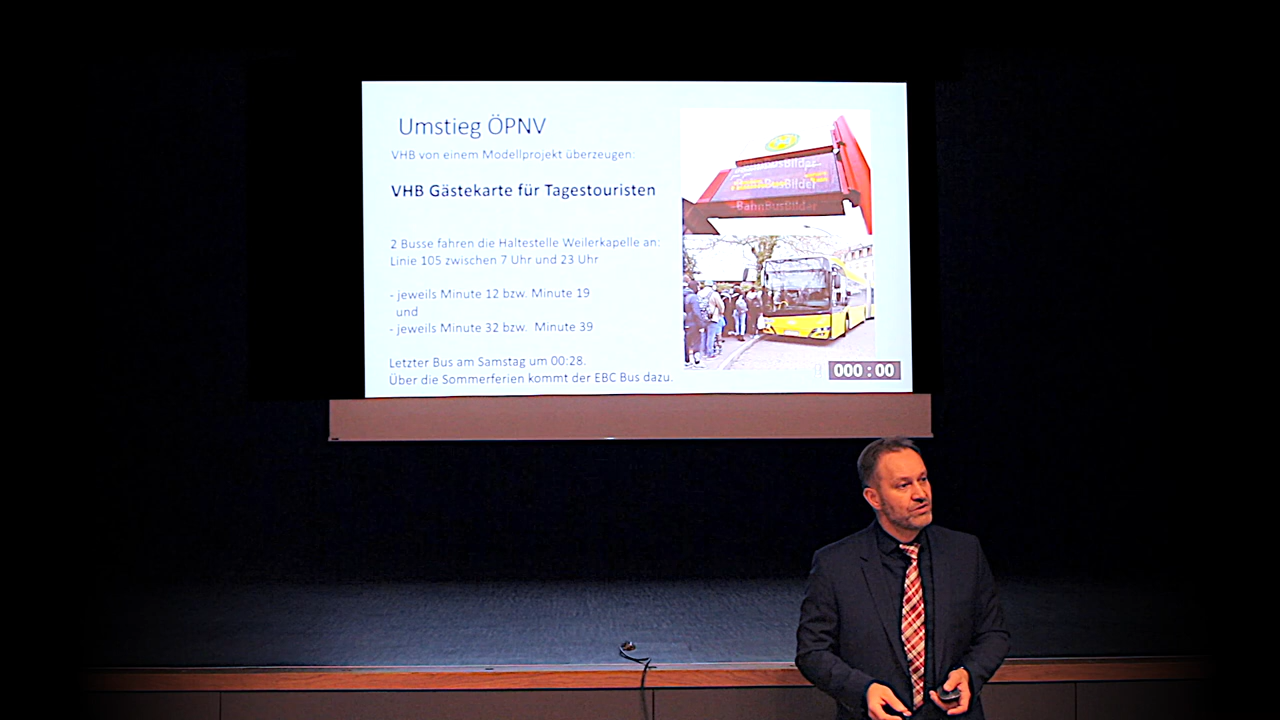 Umstieg ÖPNV
VHB von einem Modellprojekt überzeugen:
VHB Gästekarte für Tagestouristen
2 Busse fahren die Haltestelle Weilerkapelle an:
Linie 105 zwischen 7 Uhr und 23 Uhr
- jeweils Minute 12 bzw. Minute 19
und
- jeweils Minute 32 bzw. Minute 39
Letzter Bus am Samstag um 00:28.
Über die Sommerferien kommt der EBC Bus dazu.
BahnBusBilder
000 : 00